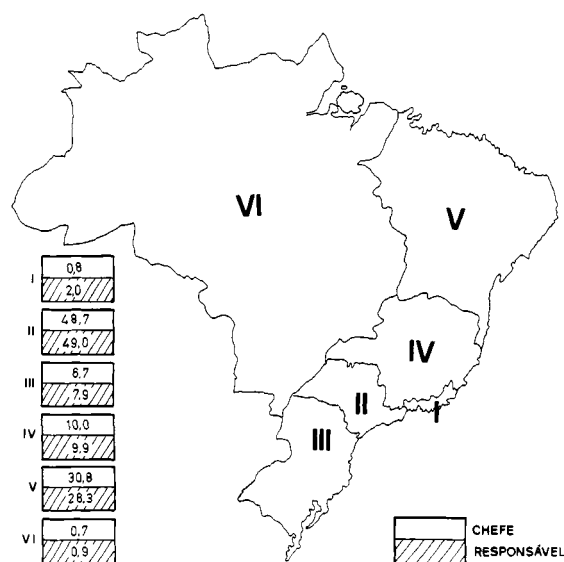 VI
V
IV
II
I
III
I
0,8
2,0
II
48,7
49,0
III
6,7
7,9
IV
10,0
9,9
V
30,8
28,3
VI
0,7
0,9
CHEFE
RESPONSÁVEL